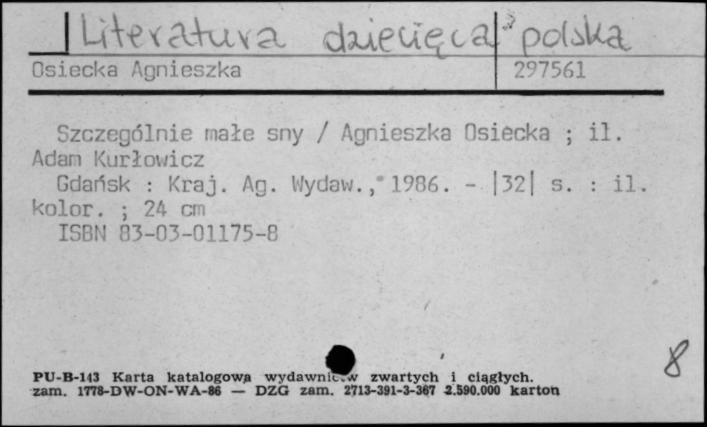 Literatura dziecięca polska
Osiecka Agnieszka 297561
Szczególnie małe sny / Agnieszka Osiecka ; il.
Adam Kurłowicz
Gdańsk : Kraj. Ag. Wydaw., 1986. - |32| s. : il.
kolor. ; 24 cm
ISBN 83-03-01175-8
8
PU-B-143 Karta katalogowa wydawnictw zwartych i ciągłych.
zam. 1778-DW-ON-WA-86 — DZG zam. 2713-391-3-367 2.590.000 karton